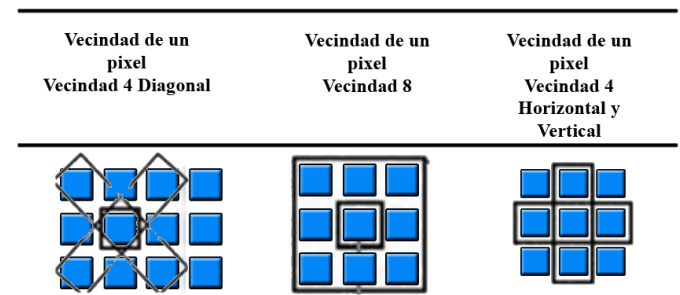 Vecindad de un
pixel
Vecindad 4 Diagonal
Vecindad de un
pixel
Vecindad 8
Vecindad de un
pixel
Vecindad 4
Horizontal y
Vertical